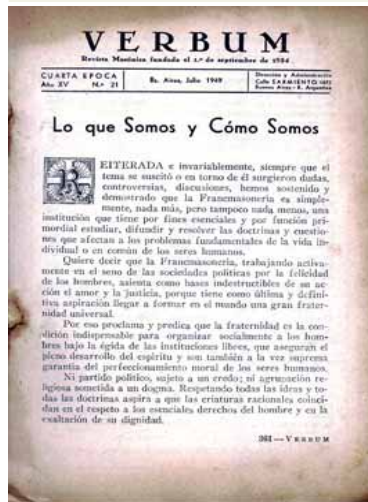 VERBUM
Revista Masónica fundada el 1.º de septiembre de 1934
CUARTA EPOCA
Año XV N.º 21
Bs. Aires, Julio 1949
Dirección y Administración
Calle SARMIENTO 1872
Buenos Aires - R. Argentina
Lo que Somos y Cómo Somos
REITERADA e invariablemente, siempre que el
tema se suscitó o en torno de él surgieron dudas,
controversias, discusiones, hemos sostenido y
demostrado que la Francmasonería es simple-
mente, nada más, pero tampoco nada menos, una
institución que tiene por fines esenciales y por función pri-
mordial estudiar, difundir y resolver las doctrinas y cuestio-
nes que afectan a los problemas fundamentales de la vida in-
dividual o en común de los seres humanos.
Quiere decir que la Francmasonería, trabajando activa-
mente en el seno de las sociedades políticas por la felicidad
de los hombres, asienta como bases indestructibles de su ac-
ción el amor y la justicia, porque tiene como última y defini-
tiva aspiración llegar a formar en el mundo una gran frater-
nidad universal.
Por eso proclama y predica que la fraternidad es la con-
dición indispensable para organizar socialmente a los hom-
bres bajo la égida de las instituciones libres, que aseguran el
pleno desarrollo del espíritu y son también a la vez suprema
garantía del perfeccionamiento moral de los seres humanos.
Ni partido político, sujeto a un credo; ni agrupación re-
ligiosa sometida a un dogma. Respetando todas las ideas y to-
das las doctrinas aspira a que las criaturas racionales coinci-
dan en el respeto a los esenciales derechos del hombre y en la
exaltación de su dignidad.
361 — VERBUM